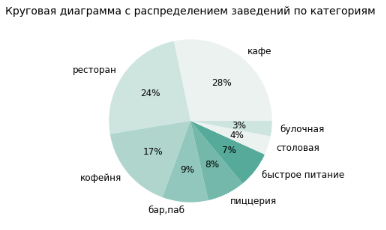 Круговая диаграмма с распределением заведений по категориям
кафе
28%
ресторан
24%
кофейня
17%
бар,паб
9%
пиццерия
8%
быстрое питание
7%
столовая
4%
булочная
3%